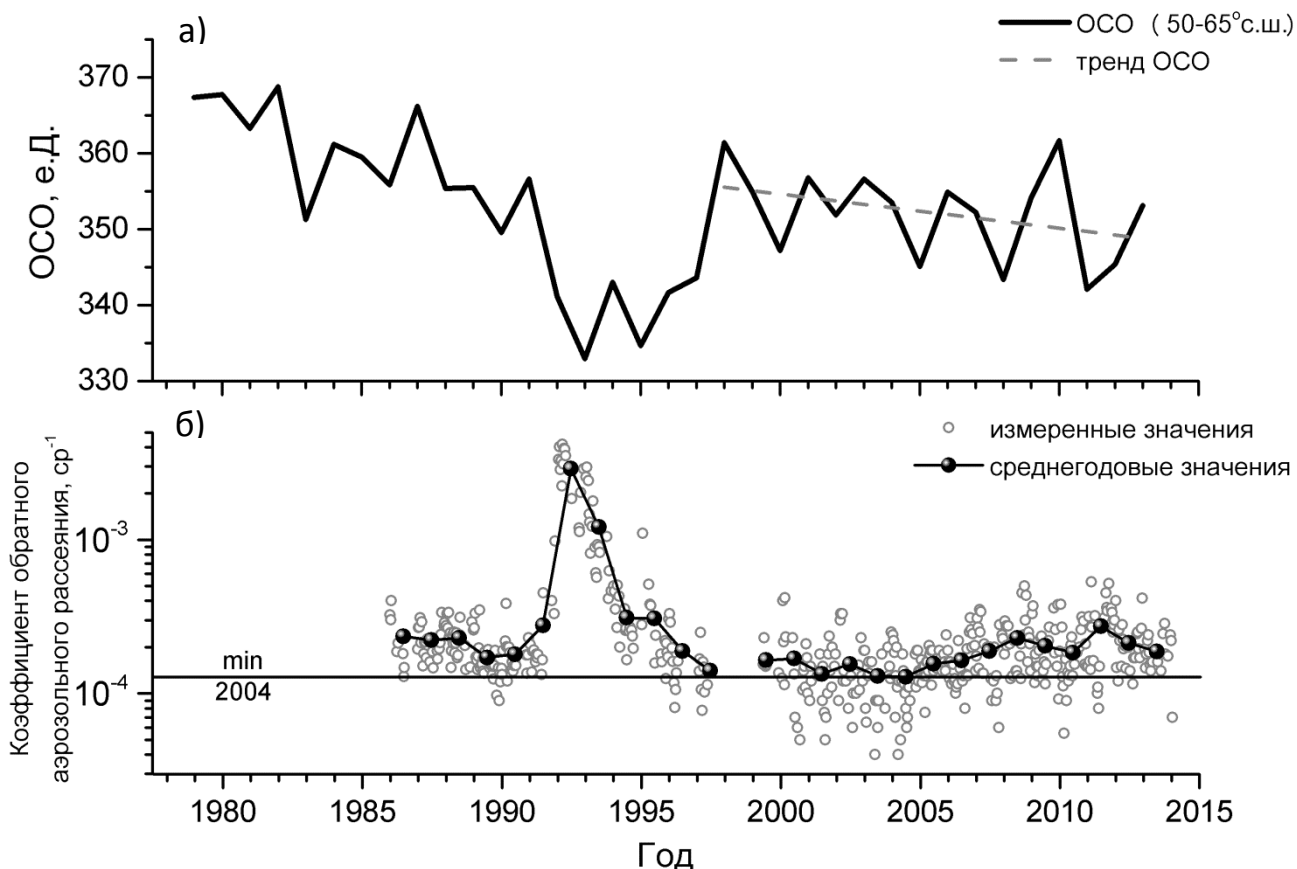 а)
ОСО ( 50-65°с.ш.)
тренд ОСО
ОСО, е.Д.
370
360
350
340
330
б)
измеренные значения
среднегодовые значения
Коэффициент обратного
аэрозольного рассеяния, ср⁻¹
10⁻³
10⁻⁴
min
2004
1980 1985 1990 1995 2000 2005 2010 2015
Год